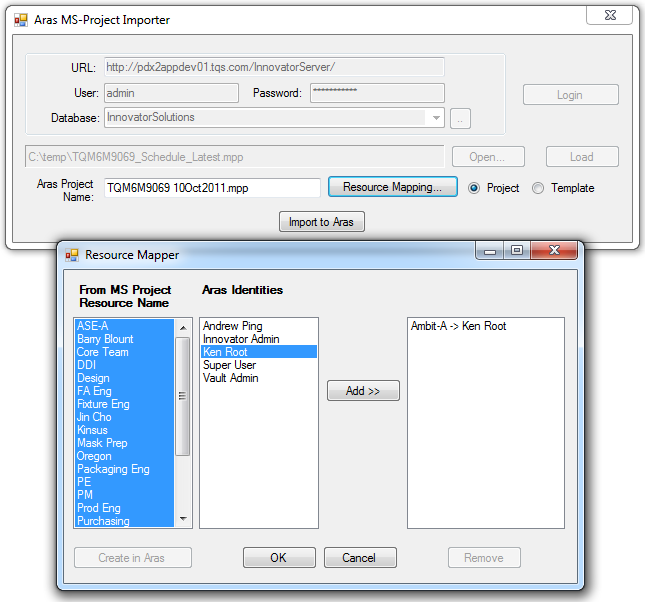 Aras MS-Project Importer
URL: http://pdx2appdev01.tqs.com/InnovatorServer/
User: admin Password: ***********
Login
Database: InnovatorSolutions ..
C:\temp\TQM6M9069_Schedule_Latest.mpp Open... Load
Aras Project
Name: TQM6M9069 10Oct2011.mpp Resource Mapping... Project Template
Import to Aras
Resource Mapper
From MS Project
Resource Name
Aras Identities
ASE-A
Barry Blount
Core Team
DDI
Design
FA Eng
Fixture Eng
Jin Cho
Kinsus
Mask Prep
Oregon
Packaging Eng
PE
PM
Prod Eng
Purchasing
Andrew Ping
Innovator Admin
Ken Root
Super User
Vault Admin
Add >>
Ambit-A -> Ken Root
Create in Aras OK Cancel Remove